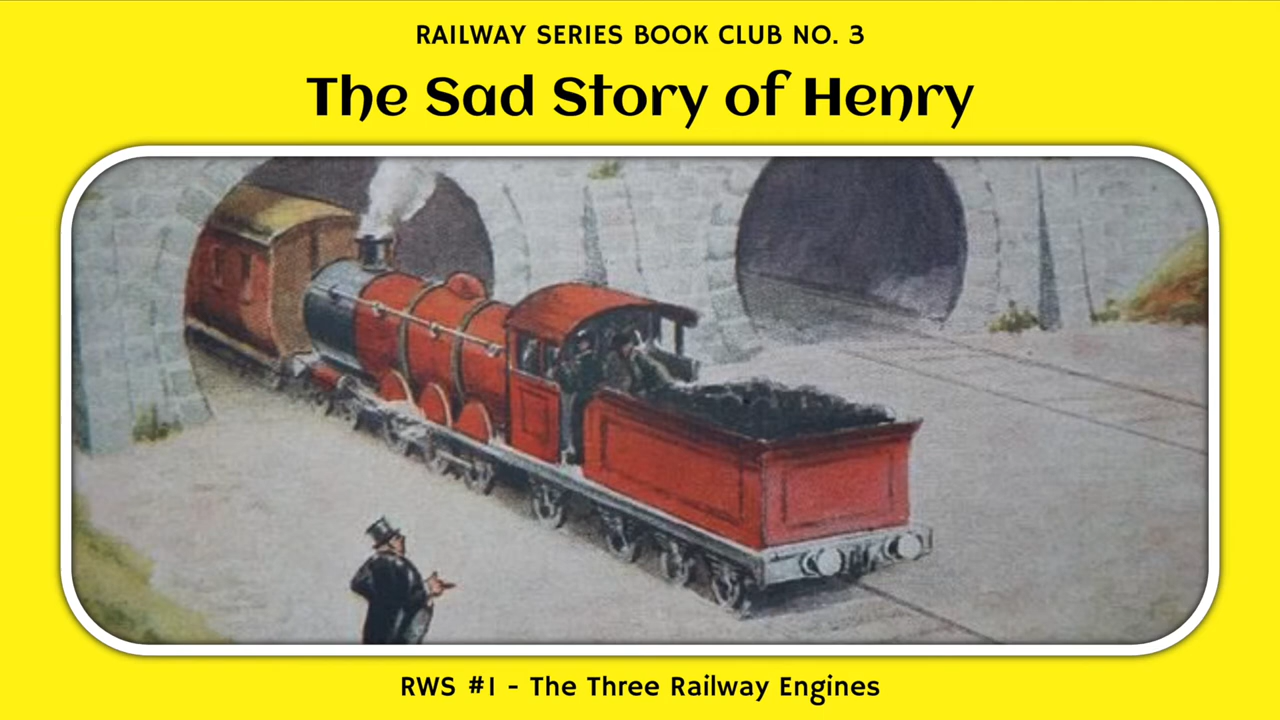 RAILWAY SERIES BOOK CLUB NO. 3
The Sad Story of Henry
RWS #1 - The Three Railway Engines